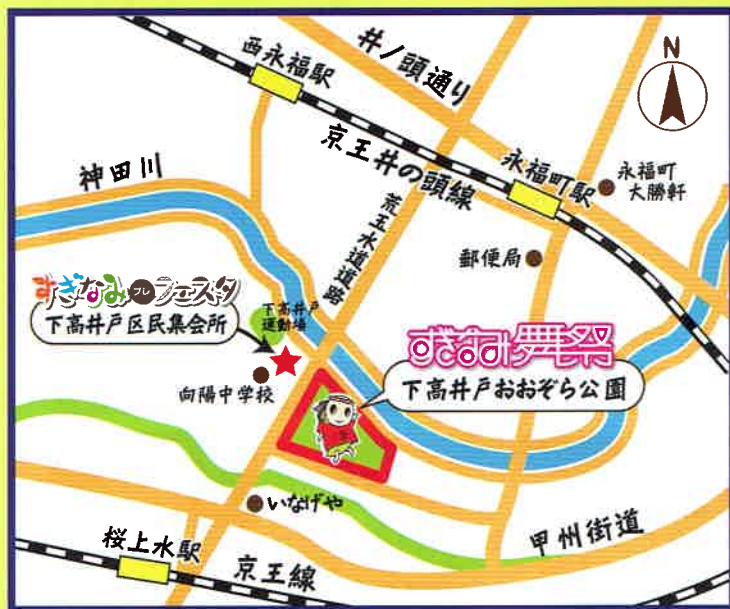 N
西永福駅
井ノ頭通り
京王井の頭線
永福町駅
永福町
大勝軒
神田川
荒玉水道道路
郵便局
すぎなみプレフェスタ
下高井戸区民集会所
下高井戸
運動場
すぎなみ舞祭
下高井戸おおぞら公園
向陽中学校
いなげや
甲州街道
桜上水駅
京王線